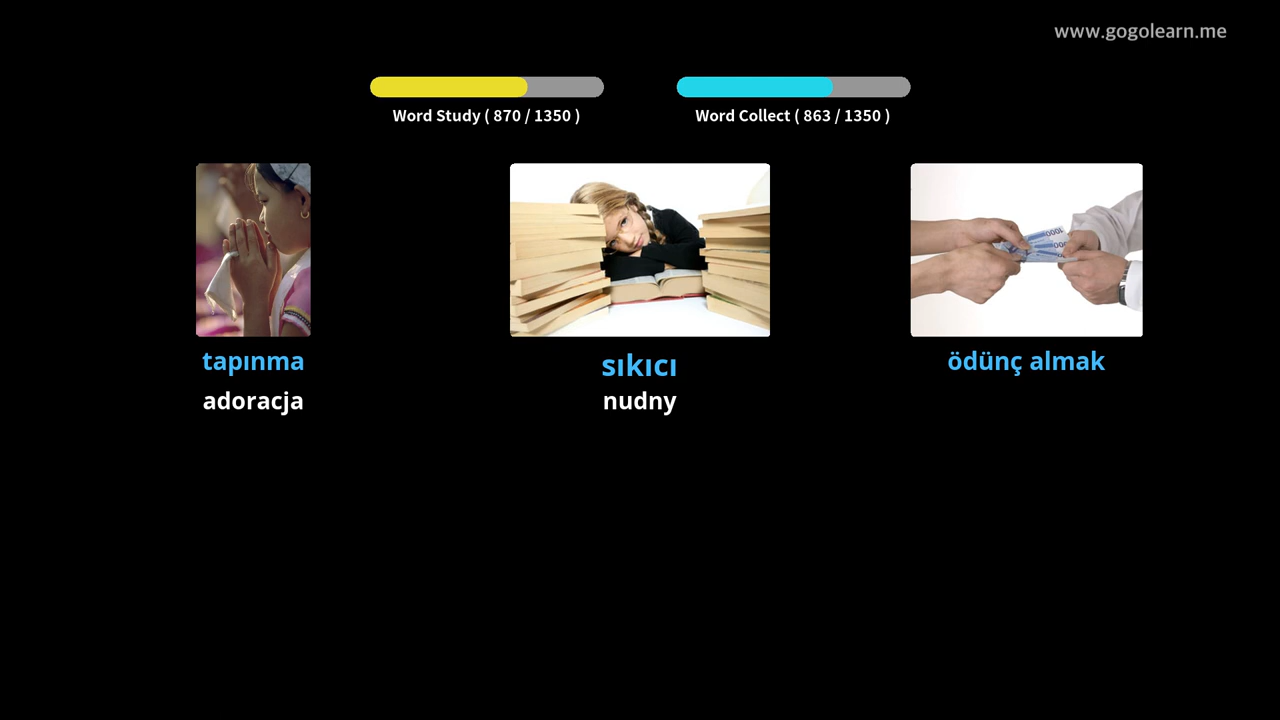 www.gogolearn.me
Word Study ( 870 / 1350 )
Word Collect ( 863 / 1350 )
tapınma
adoracja
sıkıcı
nudny
ödünç almak